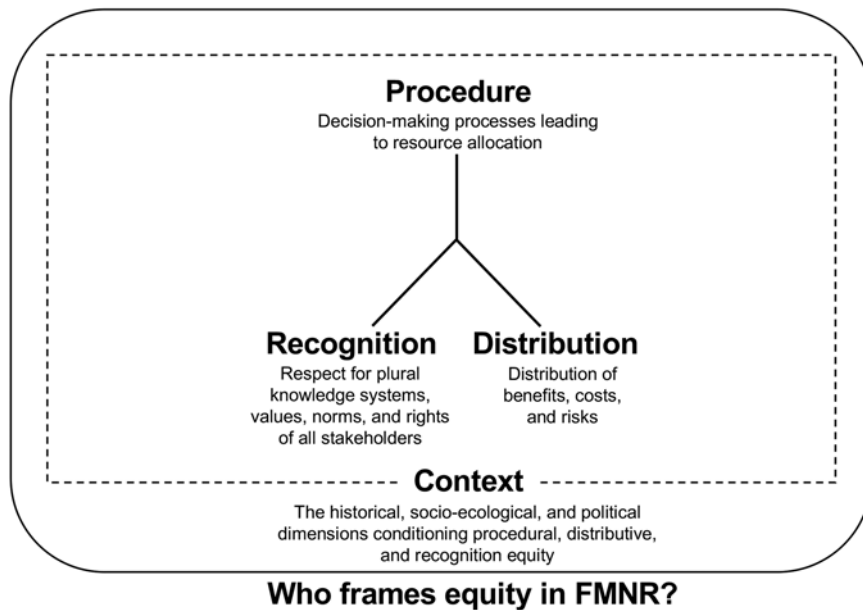 Procedure
Decision-making processes leading
to resource allocation
Recognition
Respect for plural
knowledge systems,
values, norms, and rights
of all stakeholders
Distribution
Distribution of
benefits, costs,
and risks
Context
The historical, socio-ecological, and political
dimensions conditioning procedural, distributive,
and recognition equity
Who frames equity in FMNR?